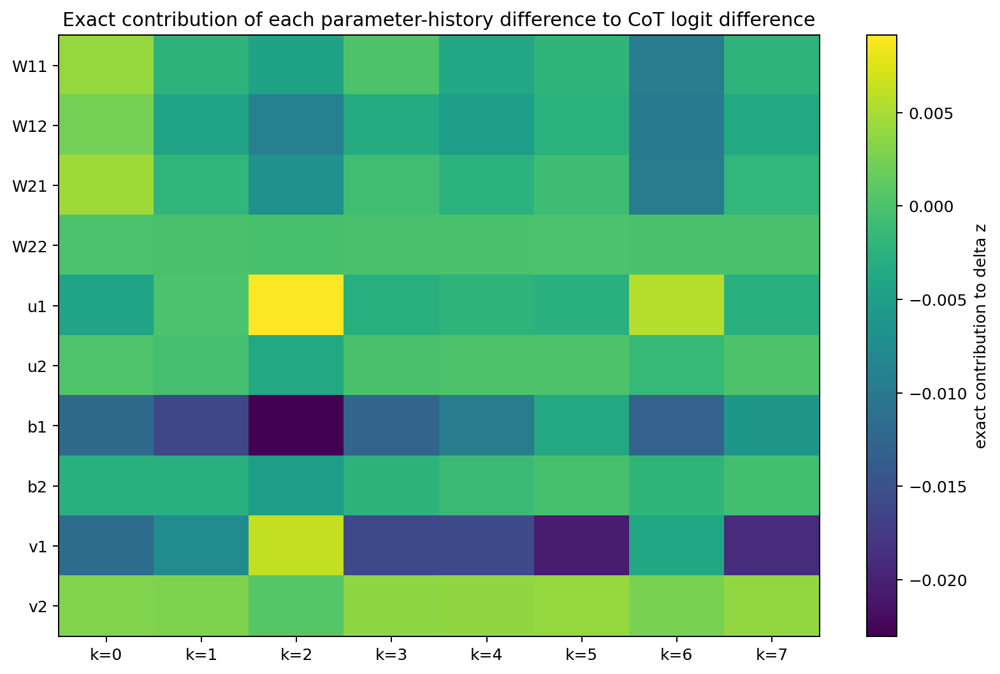 Exact contribution of each parameter-history difference to CoT logit difference
W11
W12
W21
W22
u1
u2
b1
b2
v1
v2
k=0
k=1
k=2
k=3
k=4
k=5
k=6
k=7
0.005
0.000
−0.005
−0.010
−0.015
−0.020
exact contribution to delta z